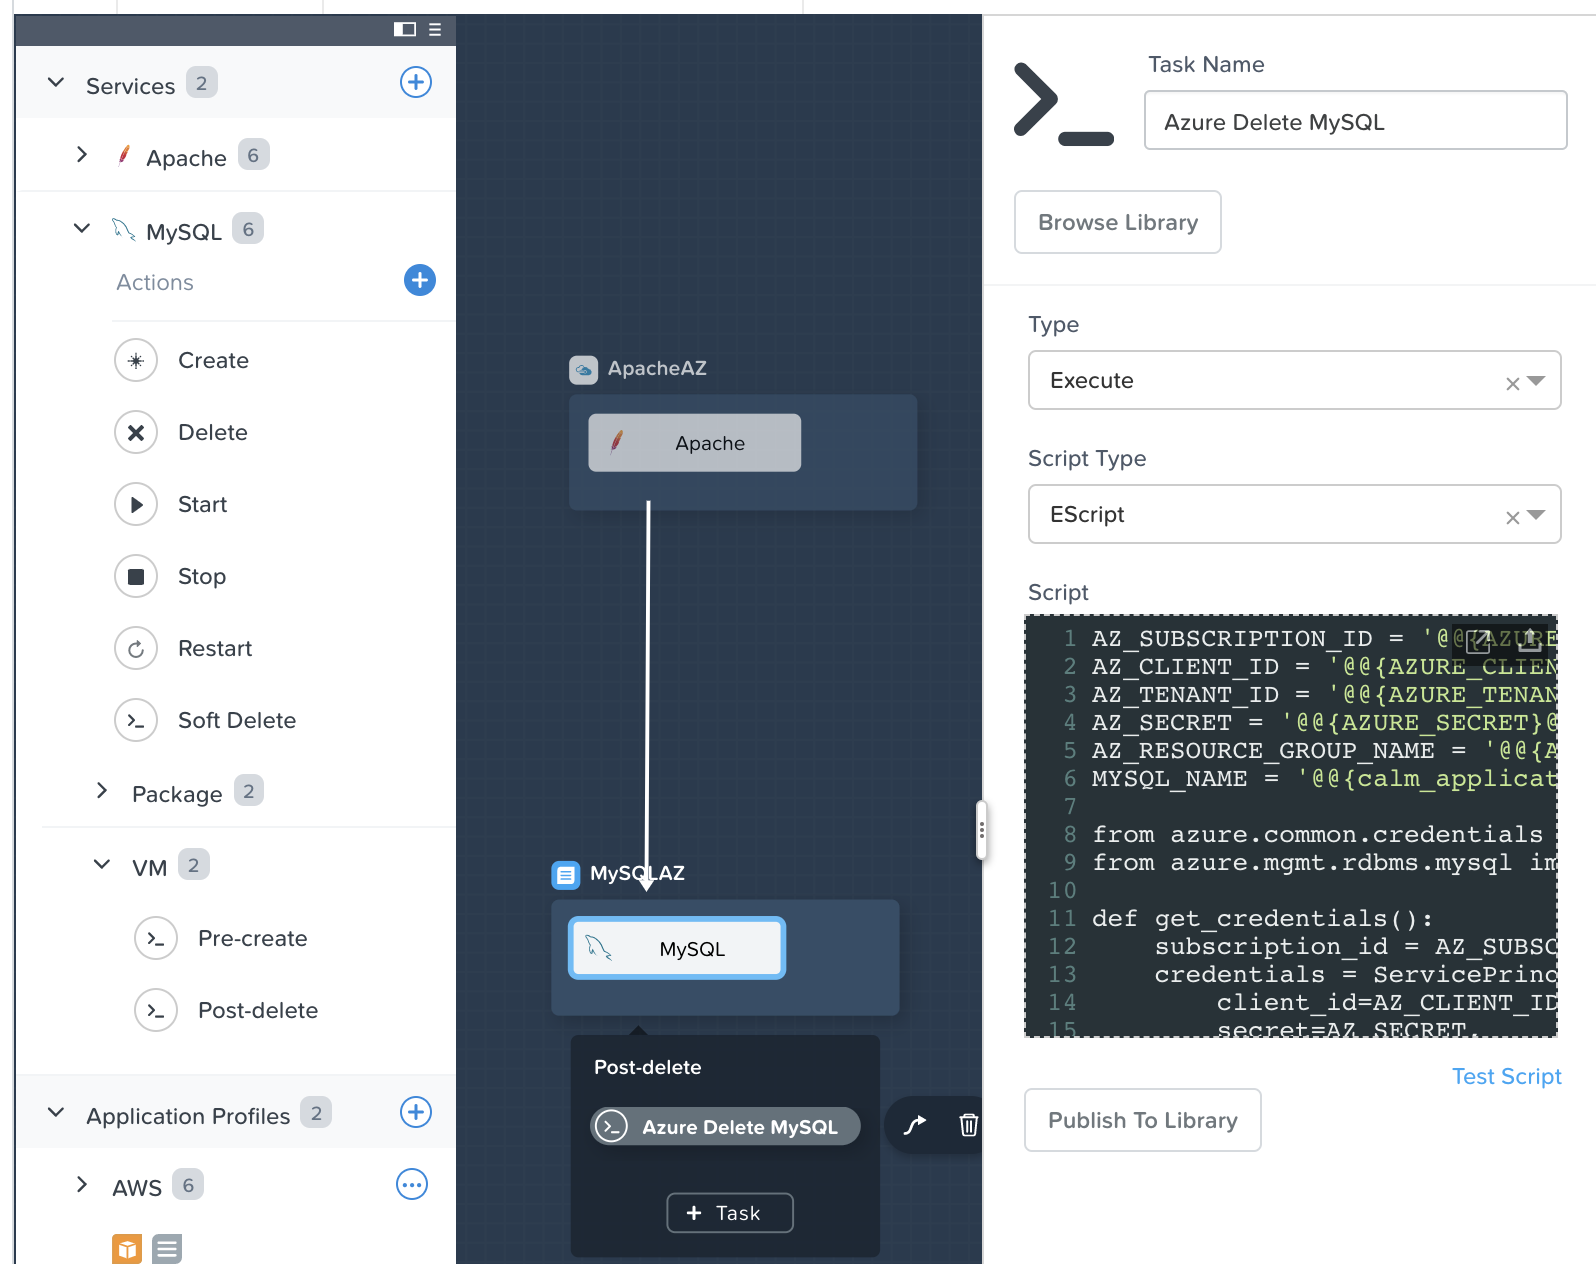 Services 2
Apache 6
MySQL 6
Actions
Create
Delete
Start
Stop
Restart
Soft Delete
Package 2
VM 2
Pre-create
Post-delete
Application Profiles 2
AWS 6
ApacheAZ
Apache
MySQLAZ
MySQL
Post-delete
Azure Delete MySQL
+ Task
Task Name
Azure Delete MySQL
Browse Library
Type
Execute
Script Type
EScript
Script
1 AZ_SUBSCRIPTION_ID = '@@{AZURE
2 AZ_CLIENT_ID = '@@{AZURE_CLIEN
3 AZ_TENANT_ID = '@@{AZURE_TENAN
4 AZ_SECRET = '@@{AZURE_SECRET}@
5 AZ_RESOURCE_GROUP_NAME = '@@{A
6 MYSQL_NAME = '@@{calm_applicat
7
8 from azure.common.credentials
9 from azure.mgmt.rdbms.mysql im
10
11 def get_credentials():
12     subscription_id = AZ_SUBSC
13     credentials = ServicePrinc
14         client_id=AZ_CLIENT_ID
15         secret=AZ_SECRET,
Test Script
Publish To Library